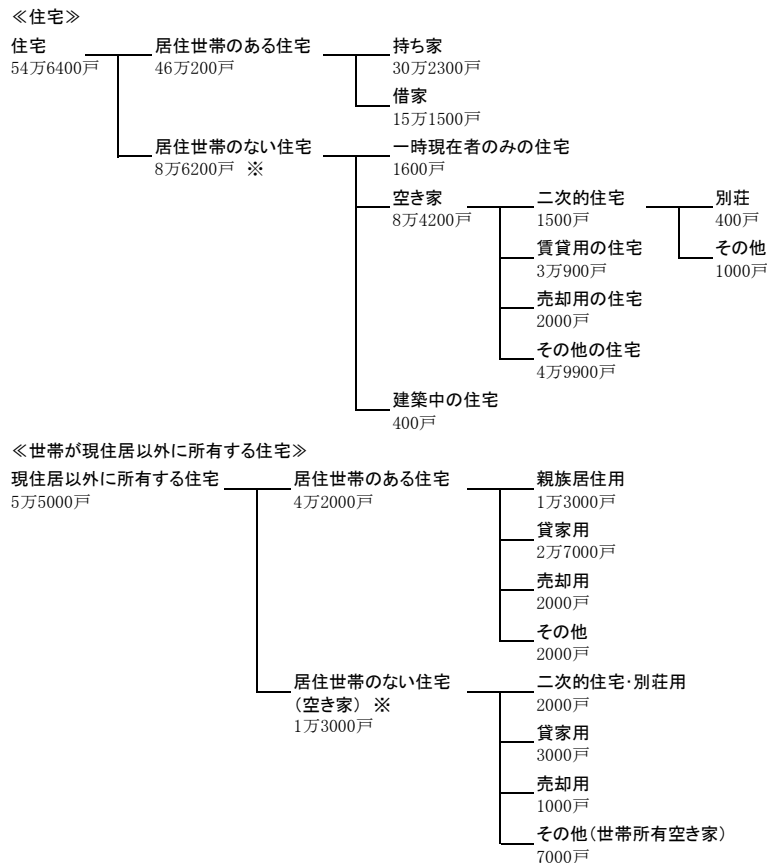 ≪住宅≫
住宅
54万6400戸
居住世帯のある住宅
46万200戸
持ち家
30万2300戸
借家
15万1500戸
居住世帯のない住宅
8万6200戸 ※
一時現在者のみの住宅
1600戸
空き家
8万4200戸
二次的住宅
1500戸
別荘
400戸
その他
1000戸
賃貸用の住宅
3万900戸
売却用の住宅
2000戸
その他の住宅
4万9900戸
建築中の住宅
400戸
≪世帯が現住居以外に所有する住宅≫
現住居以外に所有する住宅
5万5000戸
居住世帯のある住宅
4万2000戸
親族居住用
1万3000戸
貸家用
2万7000戸
売却用
2000戸
その他
2000戸
居住世帯のない住宅
（空き家） ※
1万3000戸
二次的住宅・別荘用
2000戸
貸家用
3000戸
売却用
1000戸
その他（世帯所有空き家）
7000戸